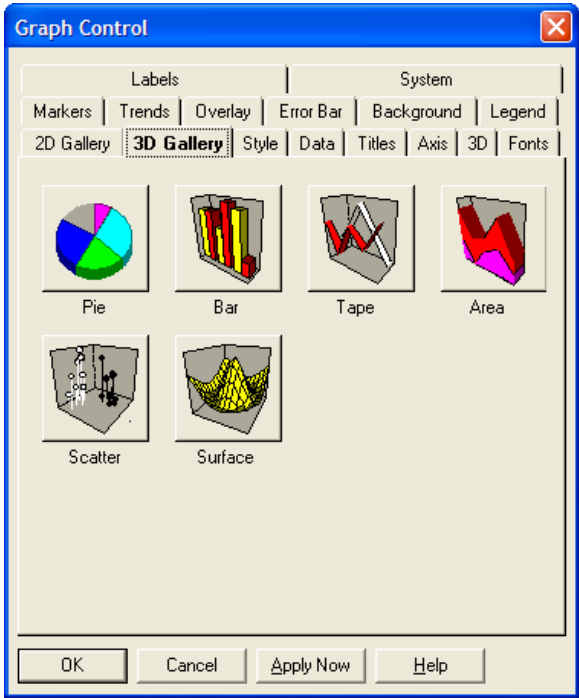 Graph Control
Labels System
Markers Trends Overlay Error Bar Background Legend
2D Gallery 3D Gallery Style Data Titles Axis 3D Fonts
Pie Bar Tape Area
Scatter Surface
OK Cancel Apply Now Help